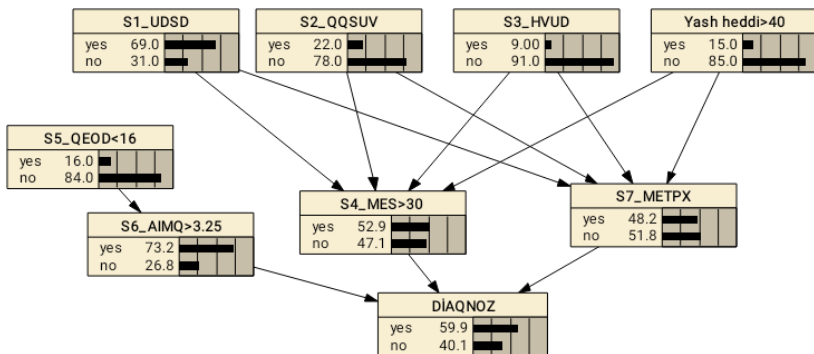 S1_UDSD
yes 69.0
no 31.0
S2_QQSUV
yes 22.0
no 78.0
S3_HVUD
yes 9.00
no 91.0
Yash heddi>40
yes 15.0
no 85.0
S5_QEOD<16
yes 16.0
no 84.0
S4_MES>30
yes 52.9
no 47.1
S7_METPX
yes 48.2
no 51.8
S6_AIMQ>3.25
yes 73.2
no 26.8
DİAQNOZ
yes 59.9
no 40.1